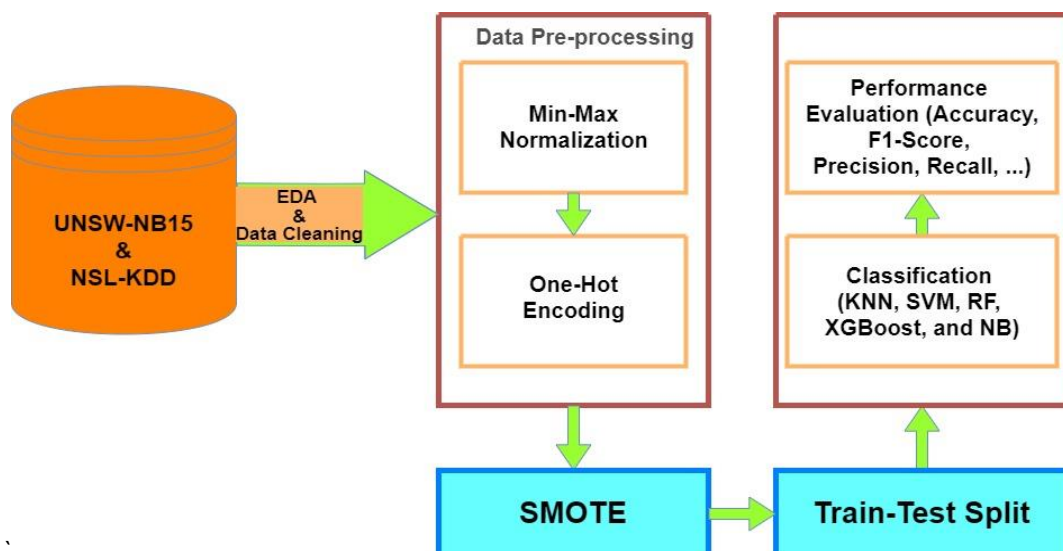 UNSW-NB15
&
NSL-KDD
EDA
&
Data Cleaning
Data Pre-processing
Min-Max
Normalization
One-Hot
Encoding
SMOTE
Train-Test Split
Classification
(KNN, SVM, RF,
XGBoost, and NB)
Performance
Evaluation (Accuracy,
F1-Score,
Precision, Recall, ...)